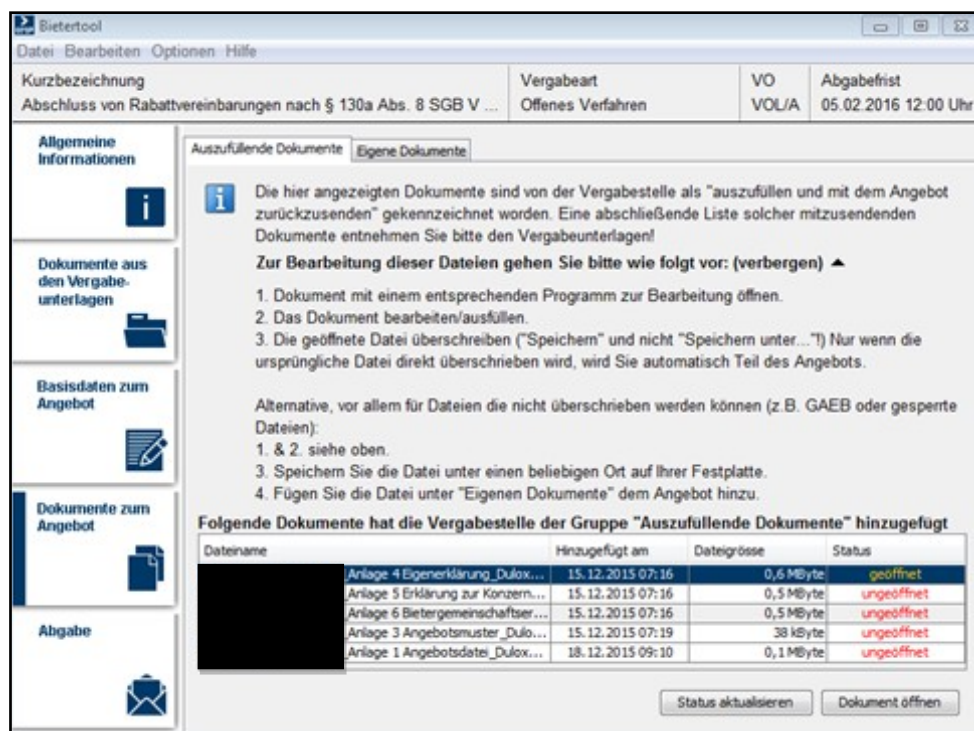 Bietertool
Datei Bearbeiten Optionen Hilfe
Kurzbezeichnung Vergabeart VO Abgabefrist
Abschluss von Rabattvereinbarungen nach § 130a Abs. 8 SGB V ... Offenes Verfahren VOL/A 05.02.2016 12:00 Uhr
Allgemeine
Informationen
Dokumente aus
den Vergabe-
unterlagen
Basisdaten zum
Angebot
Dokumente zum
Angebot
Abgabe
Auszufüllende Dokumente Eigene Dokumente
Die hier angezeigten Dokumente sind von der Vergabestelle als "auszufüllen und mit dem Angebot
zurückzusenden" gekennzeichnet worden. Eine abschließende Liste solcher mitzusendenden
Dokumente entnehmen Sie bitte den Vergabeunterlagen!
Zur Bearbeitung dieser Dateien gehen Sie bitte wie folgt vor: (verbergen)
1. Dokument mit einem entsprechenden Programm zur Bearbeitung öffnen.
2. Das Dokument bearbeiten/ausfüllen.
3. Die geöffnete Datei überschreiben ("Speichern" und nicht "Speichern unter..."!) Nur wenn die
ursprüngliche Datei direkt überschrieben wird, wird Sie automatisch Teil des Angebots.
Alternative, vor allem für Dateien die nicht überschrieben werden können (z.B. GAEB oder gesperrte
Dateien):
1. & 2. siehe oben.
3. Speichern Sie die Datei unter einen beliebigen Ort auf Ihrer Festplatte.
4. Fügen Sie die Datei unter "Eigenen Dokumente" dem Angebot hinzu.
Folgende Dokumente hat die Vergabestelle der Gruppe "Auszufüllende Dokumente" hinzugefügt
Dateiname Hinzugefügt am Dateigrösse Status
_Anlage 4 Eigenerklärung_Dulox... 15.12.2015 07:16 0,6 MByte geöffnet
_Anlage 5 Erklärung zur Konzern... 15.12.2015 07:16 0,5 MByte ungeöffnet
_Anlage 6 Bietergemeinschaftser... 15.12.2015 07:16 0,5 MByte ungeöffnet
_Anlage 3 Angebotsmuster_Dulo... 15.12.2015 07:19 38 kByte ungeöffnet
_Anlage 1 Angebotsdatei_Dulox... 18.12.2015 09:10 0,1 MByte ungeöffnet
Status aktualisieren Dokument öffnen